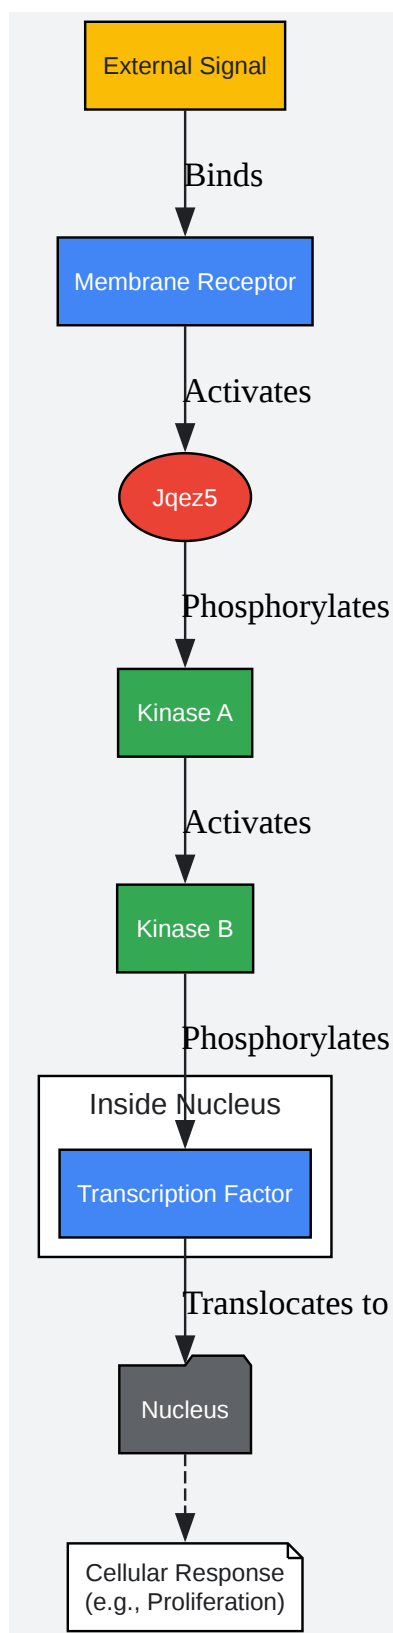 External Signal
Binds
Membrane Receptor
Activates
Jqez5
Phosphorylates
Kinase A
Activates
Kinase B
Phosphorylates
Inside Nucleus
Transcription Factor
Translocates to
Nucleus
Cellular Response
(e.g., Proliferation)